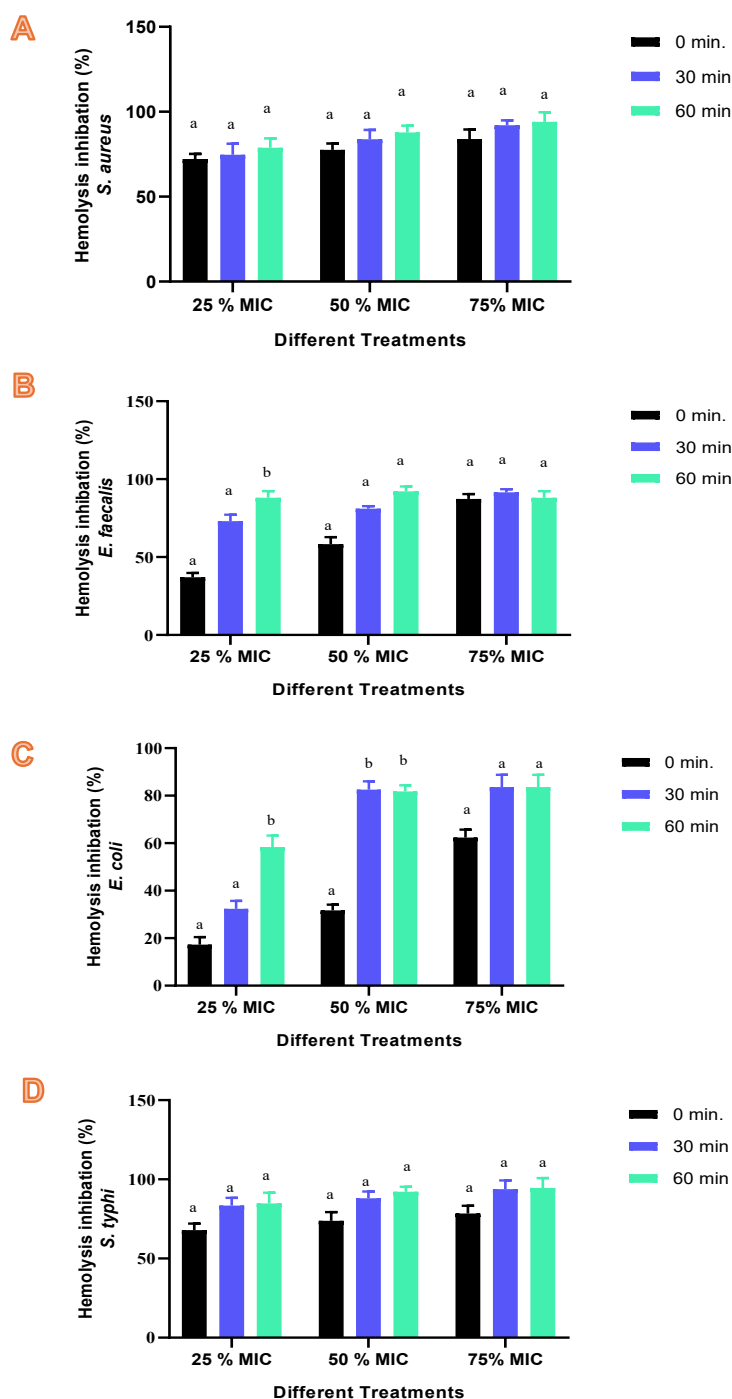 A
Hemolysis inhibation (%)
S. aureus
150
100
50
0
a a a
a a a
a a a
25 % MIC 50 % MIC 75% MIC
Different Treatments
0 min.
30 min
60 min
B
Hemolysis inhibation (%)
E. faecalis
150
100
50
0
a a b
a a a
a a a
25 % MIC 50 % MIC 75% MIC
Different Treatments
0 min.
30 min
60 min
C
Hemolysis inhibation (%)
E. coli
100
80
60
40
20
0
a a b
a b b
a a a
25 % MIC 50 % MIC 75% MIC
Different Treatments
0 min.
30 min
60 min
D
Hemolysis inhibation (%)
S. typhi
150
100
50
0
a a a
a a a
a a a
25 % MIC 50 % MIC 75% MIC
Different Treatments
0 min.
30 min
60 min